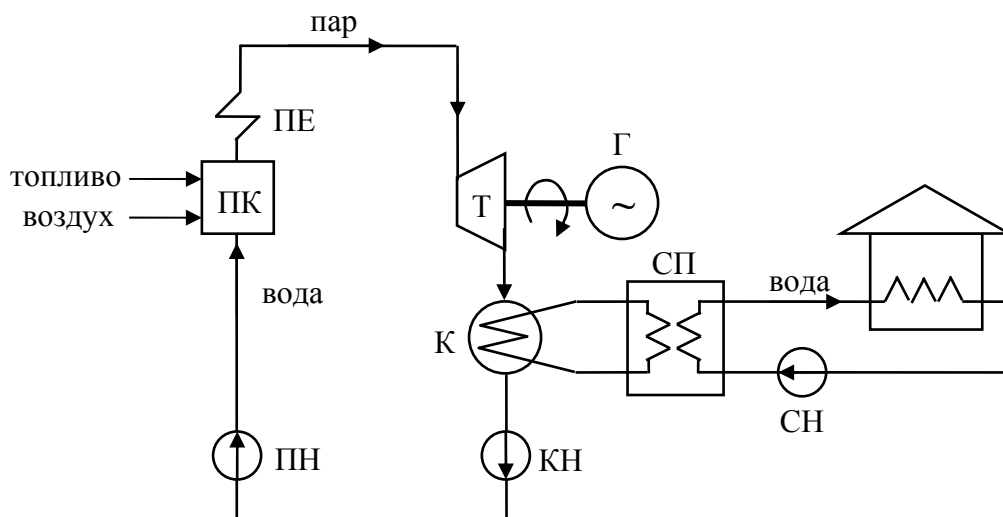 пар
ПЕ
Г
топливо
ПК
Т
~
воздух
СП
вода
вода
К
СН
ПН
КН